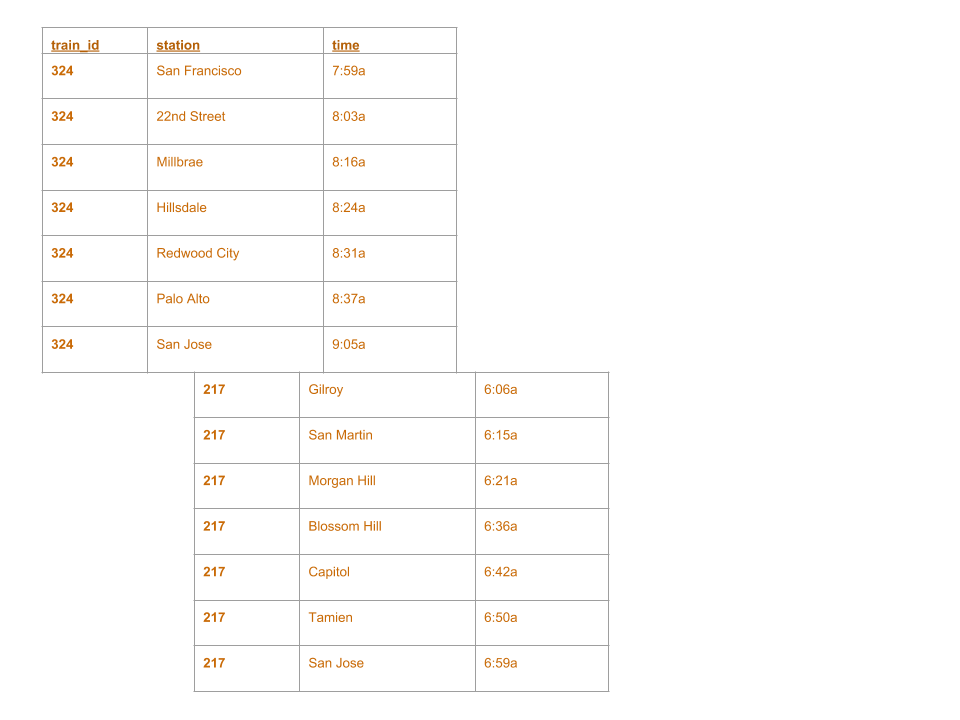 train_id station time
324 San Francisco 7:59a
324 22nd Street 8:03a
324 Millbrae 8:16a
324 Hillsdale 8:24a
324 Redwood City 8:31a
324 Palo Alto 8:37a
324 San Jose 9:05a
217 Gilroy 6:06a
217 San Martin 6:15a
217 Morgan Hill 6:21a
217 Blossom Hill 6:36a
217 Capitol 6:42a
217 Tamien 6:50a
217 San Jose 6:59a